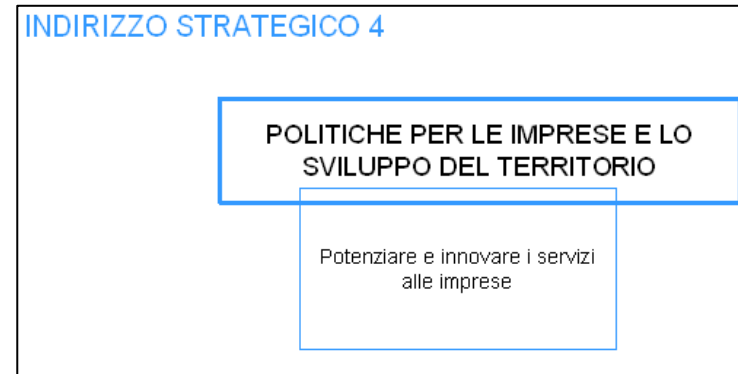 INDIRIZZO STRATEGICO 4
POLITICHE PER LE IMPRESE E LO
SVILUPPO DEL TERRITORIO
Potenziare e innovare i servizi
alle imprese